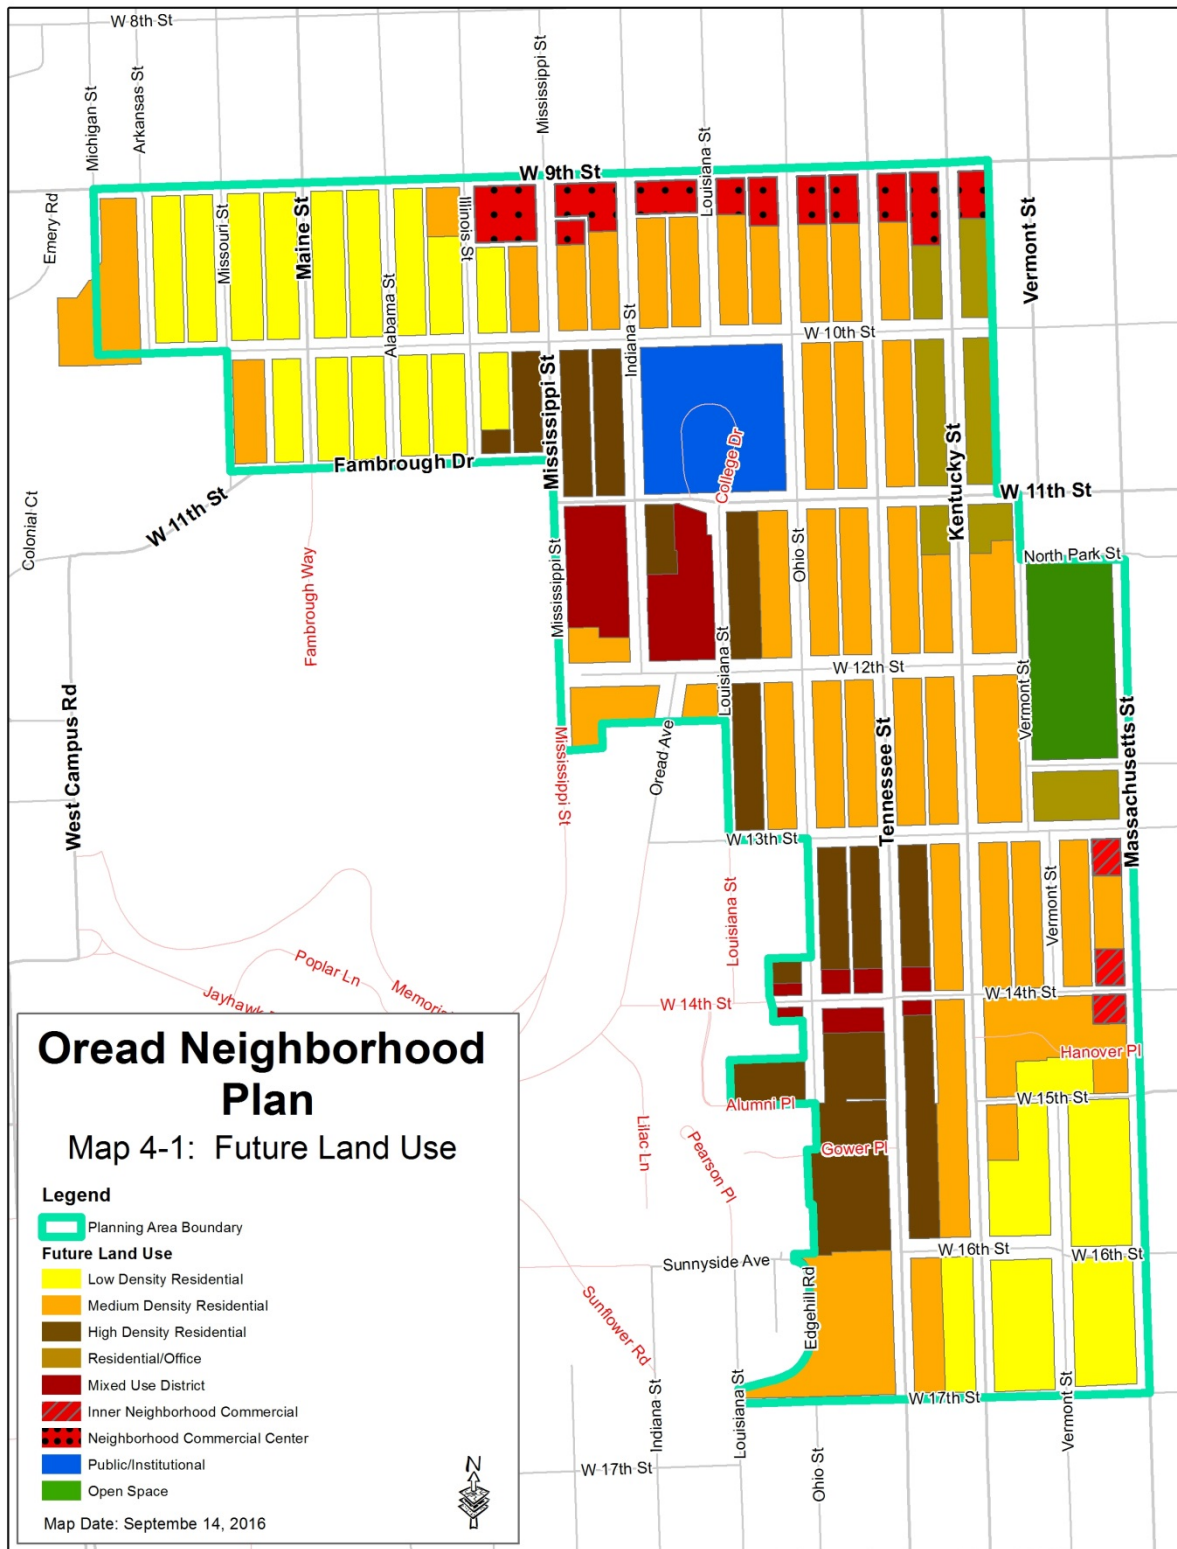 W 8th St
Michigan St
Arkansas St
Mississippi St
Louisiana St
W 9th St
Emery Rd
Missouri St
Maine St
Alabama St
Illinois St
Indiana St
Vermont St
W 10th St
Mississippi St
College Dr
Kentucky St
Fambrough Dr
W 11th St
W 11th St
Colonial Ct
Fambrough Way
Mississippi St
Ohio St
North Park St
Louisiana St
W 12th St
Vermont St
West Campus Rd
Mississippi St
Oread Ave
Tennessee St
Massachusetts St
W 13th St
Louisiana St
Vermont St
Poplar Ln
Jayhawk
Memoria
W 14th St
W 14th St
Hanover Pl
W 15th St
Alumni Pl
Lilac Ln
Pearson Pl
Gower Pl
Sunnyside Ave
W 16th St
W 16th St
Edgehill Rd
Sunflower Rd
Indiana St
Louisiana St
W 17th St
Vermont St
W 17th St
Ohio St
Oread Neighborhood
Plan
Map 4-1: Future Land Use
Legend
Planning Area Boundary
Future Land Use
Low Density Residential
Medium Density Residential
High Density Residential
Residential/Office
Mixed Use District
Inner Neighborhood Commercial
Neighborhood Commercial Center
Public/Institutional
Open Space
Map Date: Septembe 14, 2016
N